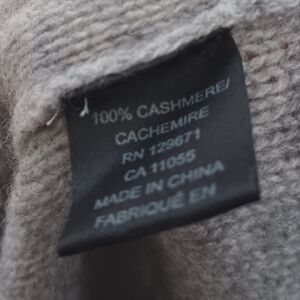 100% CASHMERE/
CACHEMIRE
RN 129671
CA 11055
MADE IN CHINA
FABRIQUÉ EN